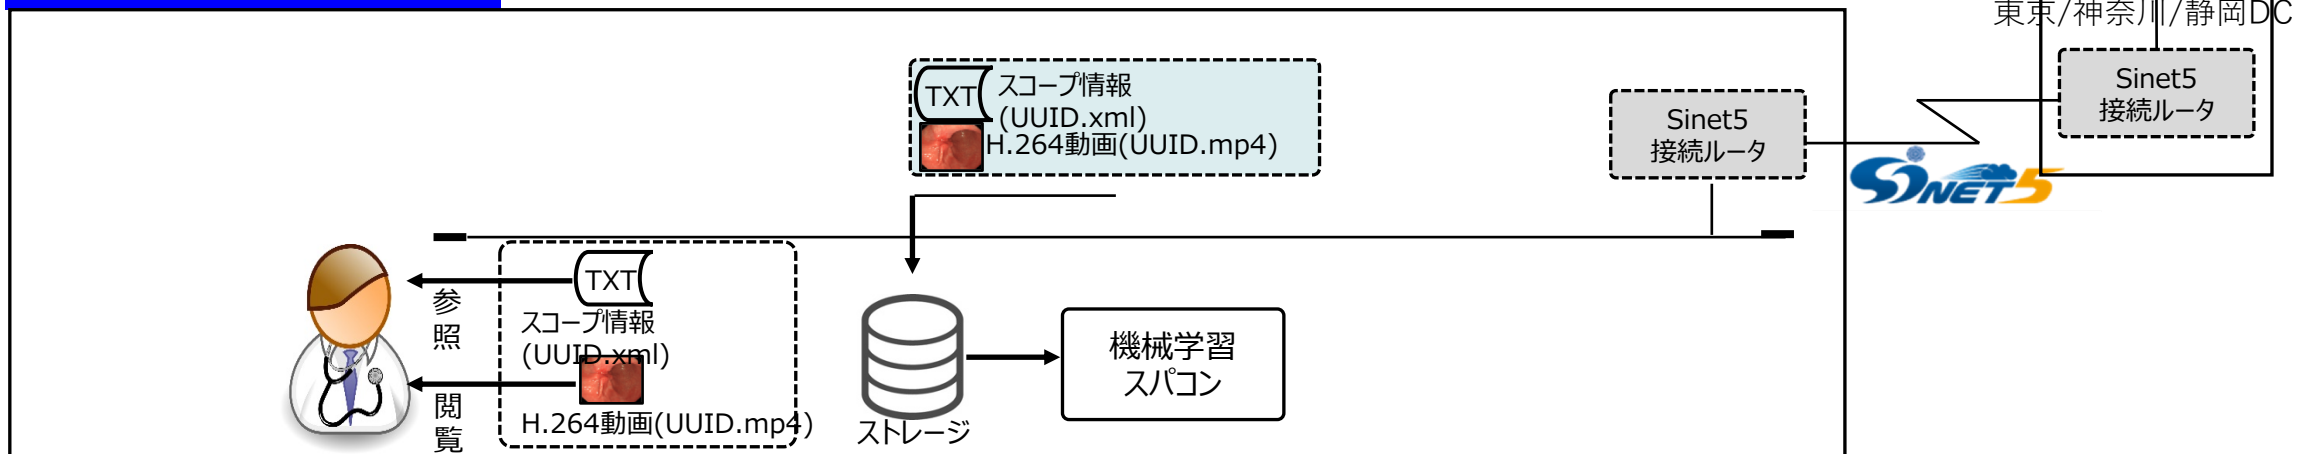 東京/神奈川/静岡DC
Sinet5
接続ルータ
TXT
スコープ情報
(UUID.xml)
H.264動画(UUID.mp4)
Sinet5
接続ルータ
SINET5
TXT
参照
スコープ情報
(UUID.xml)
閲覧
H.264動画(UUID.mp4)
ストレージ
機械学習
スパコン